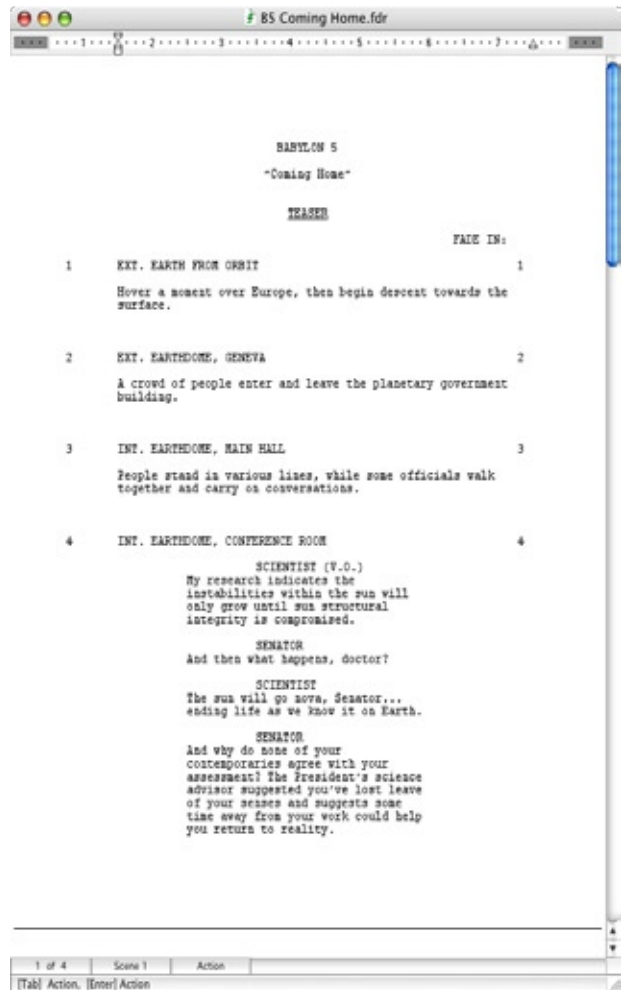 B5 Coming Home.fdr
1 2 3 4 5 6 7
BABYLON 5
"Coming Home"
TEASER
FADE IN:
1 EXT. EARTH FROM ORBIT 1
Hover a moment over Europe, then begin descent towards the
surface.
2 EXT. EARTHDOME, GENEVA 2
A crowd of people enter and leave the planetary government
building.
3 INT. EARTHDOME, MAIN HALL 3
People stand in various lines, while some officials walk
together and carry on conversations.
4 INT. EARTHDOME, CONFERENCE ROOM 4
SCIENTIST (V.O.)
My research indicates the
instabilities within the sun will
only grow until sun structural
integrity is compromised.
SENATOR
And then what happens, doctor?
SCIENTIST
The sun will go nova, Senator...
ending life as we know it on Earth.
SENATOR
And why do none of your
contemporaries agree with your
assessment? The President's science
advisor suggested you've lost leave
of your senses and suggests some
time away from your work could help
you return to reality.
1 of 4 Scene 1 Action
[Tab] Action, [Enter] Action